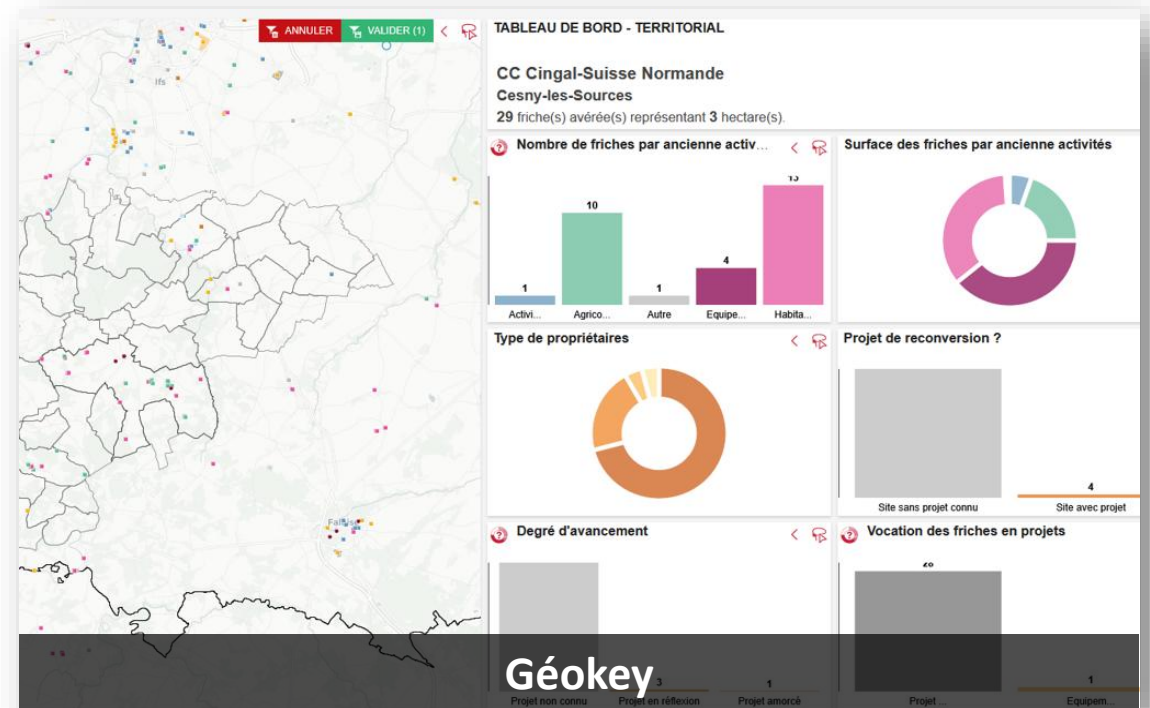 ANNULER
VALIDER (1)
Ifs
TABLEAU DE BORD - TERRITORIAL
CC Cingal-Suisse Normande
Cesny-les-Sources
29 friche(s) avérée(s) représentant 3 hectare(s).
Nombre de friches par ancienne activ...
10
1
1
4
Activi...
Agrico...
Autre
Equipe...
Habita...
Surface des friches par ancienne activités
Type de propriétaires
Projet de reconversion ?
4
Site sans projet connu
Site avec projet
Degré d'avancement
3
1
Projet non connu
Projet en réflexion
Projet amorcé
Vocation des friches en projets
1
Projet ...
Equipem...
Géokey